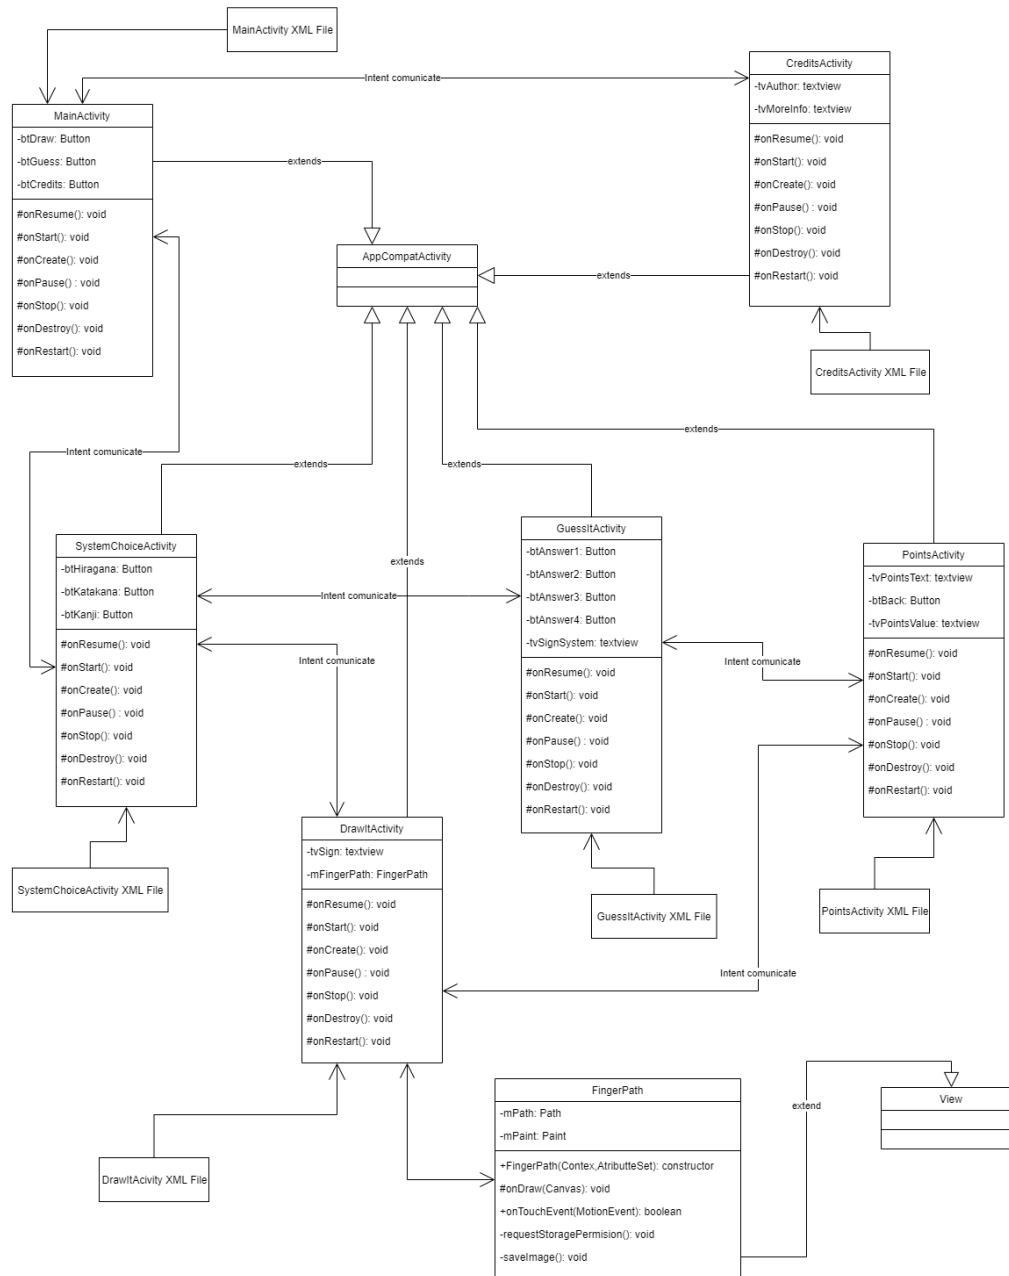 MainActivity XML File
CreditsActivity
-tvAuthor: textview
-tvMoreInfo: textview
#onResume(): void
#onStart(): void
#onCreate(): void
#onPause() : void
#onStop(): void
#onDestroy(): void
#onRestart(): void
Intent comunicate
MainActivity
-btDraw: Button
-btGuess: Button
-btCredits: Button
#onResume(): void
#onStart(): void
#onCreate(): void
#onPause() : void
#onStop(): void
#onDestroy(): void
#onRestart(): void
extends
AppCompatActivity
extends
CreditsActivity XML File
Intent comunicate
extends
extends
extends
extends
SystemChoiceActivity
-btHiragana: Button
-btKatakana: Button
-btKanji: Button
#onResume(): void
#onStart(): void
#onCreate(): void
#onPause() : void
#onStop(): void
#onDestroy(): void
#onRestart(): void
Intent comunicate
Intent comunicate
GuessItActivity
-btAnswer1: Button
-btAnswer2: Button
-btAnswer3: Button
-btAnswer4: Button
-tvSignSystem: textview
#onResume(): void
#onStart(): void
#onCreate(): void
#onPause() : void
#onStop(): void
#onDestroy(): void
#onRestart(): void
Intent comunicate
PointsActivity
-tvPointsText: textview
-btBack: Button
-tvPointsValue: textview
#onResume(): void
#onStart(): void
#onCreate(): void
#onPause() : void
#onStop(): void
#onDestroy(): void
#onRestart(): void
SystemChoiceActivity XML File
DrawItActivity
-tvSign: textview
-mFingerPath: FingerPath
#onResume(): void
#onStart(): void
#onCreate(): void
#onPause() : void
#onStop(): void
#onDestroy(): void
#onRestart(): void
GuessItActivity XML File
PointsActivity XML File
Intent comunicate
DrawItAcivity XML File
FingerPath
-mPath: Path
-mPaint: Paint
+FingerPath(Contex,AtributteSet): constructor
#onDraw(Canvas): void
+onTouchEvent(MotionEvent): boolean
-requestStoragePermision(): void
-saveImage(): void
extend
View